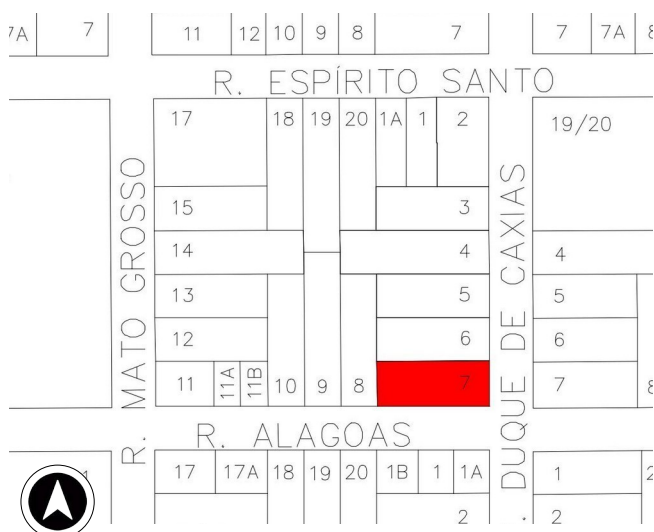 7A 7 11 12 10 9 8 7 7 7A 8
R. ESPÍRITO SANTO
17 18 19 20 1A 1 2 19/20
15 3
14 4 4
13 5 5
12 6 6
11 11A 11B 10 9 8 7 7 8
R. MATO GROSSO
DUQUE DE CAXIAS
R. ALAGOAS
1 17 17A 18 19 20 1B 1 1A 1 2
2 2